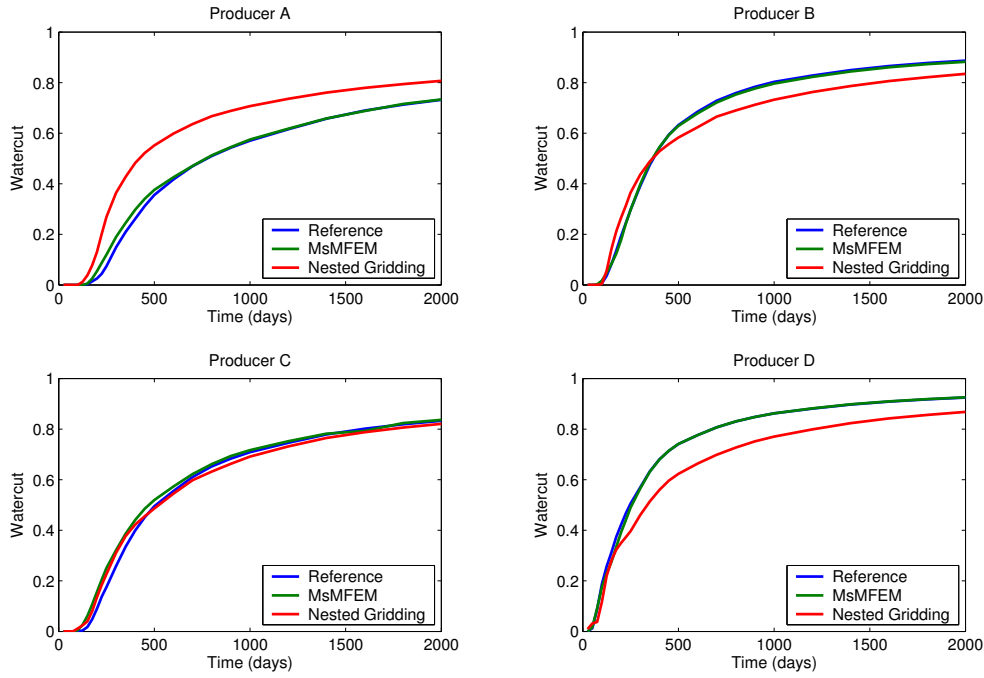 Producer A
1
0.8
0.6
0.4
0.2
0
Watercut
0 500 1000 1500 2000
Time (days)
Reference
MsMFEM
Nested Gridding
Producer B
1
0.8
0.6
0.4
0.2
0
Watercut
0 500 1000 1500 2000
Time (days)
Reference
MsMFEM
Nested Gridding
Producer C
1
0.8
0.6
0.4
0.2
0
Watercut
0 500 1000 1500 2000
Time (days)
Reference
MsMFEM
Nested Gridding
Producer D
1
0.8
0.6
0.4
0.2
0
Watercut
0 500 1000 1500 2000
Time (days)
Reference
MsMFEM
Nested Gridding